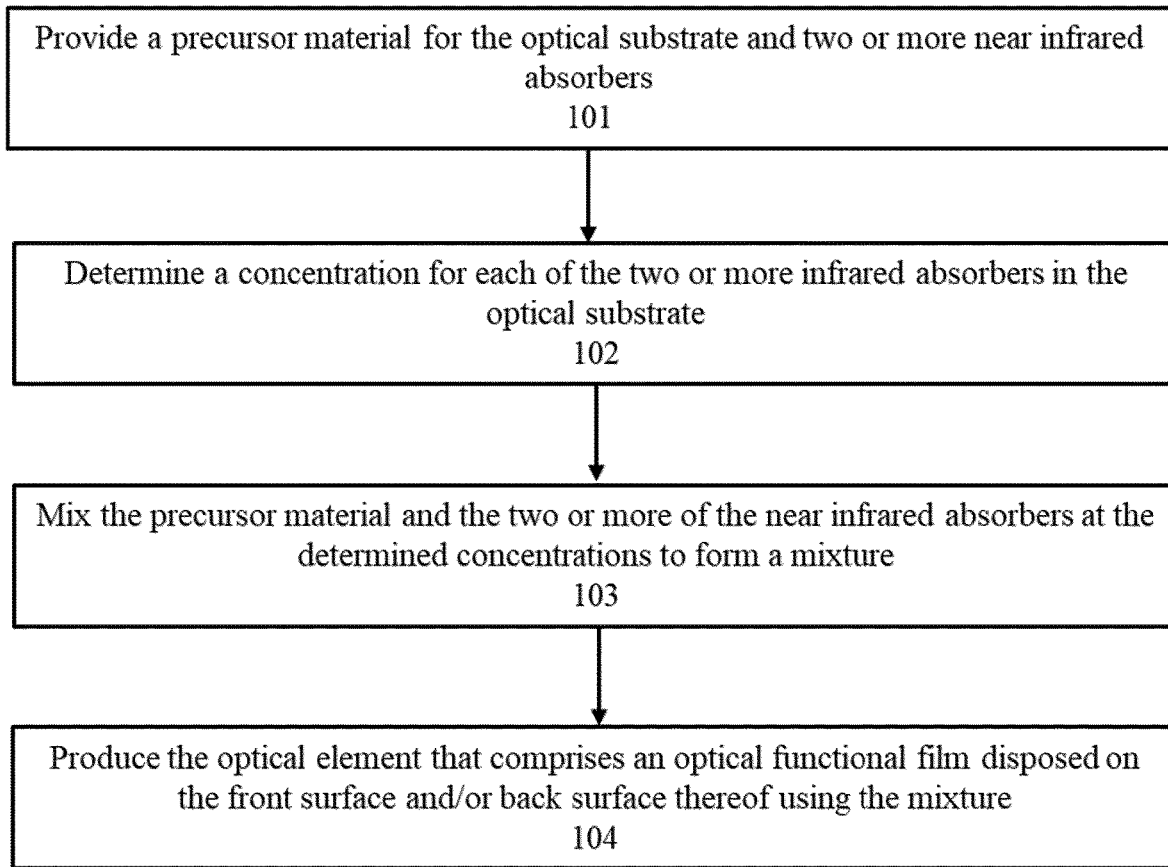 Provide a precursor material for the optical substrate and two or more near infrared
absorbers
101
Determine a concentration for each of the two or more infrared absorbers in the
optical substrate
102
Mix the precursor material and the two or more of the near infrared absorbers at the
determined concentrations to form a mixture
103
Produce the optical element that comprises an optical functional film disposed on
the front surface and/or back surface thereof using the mixture
104